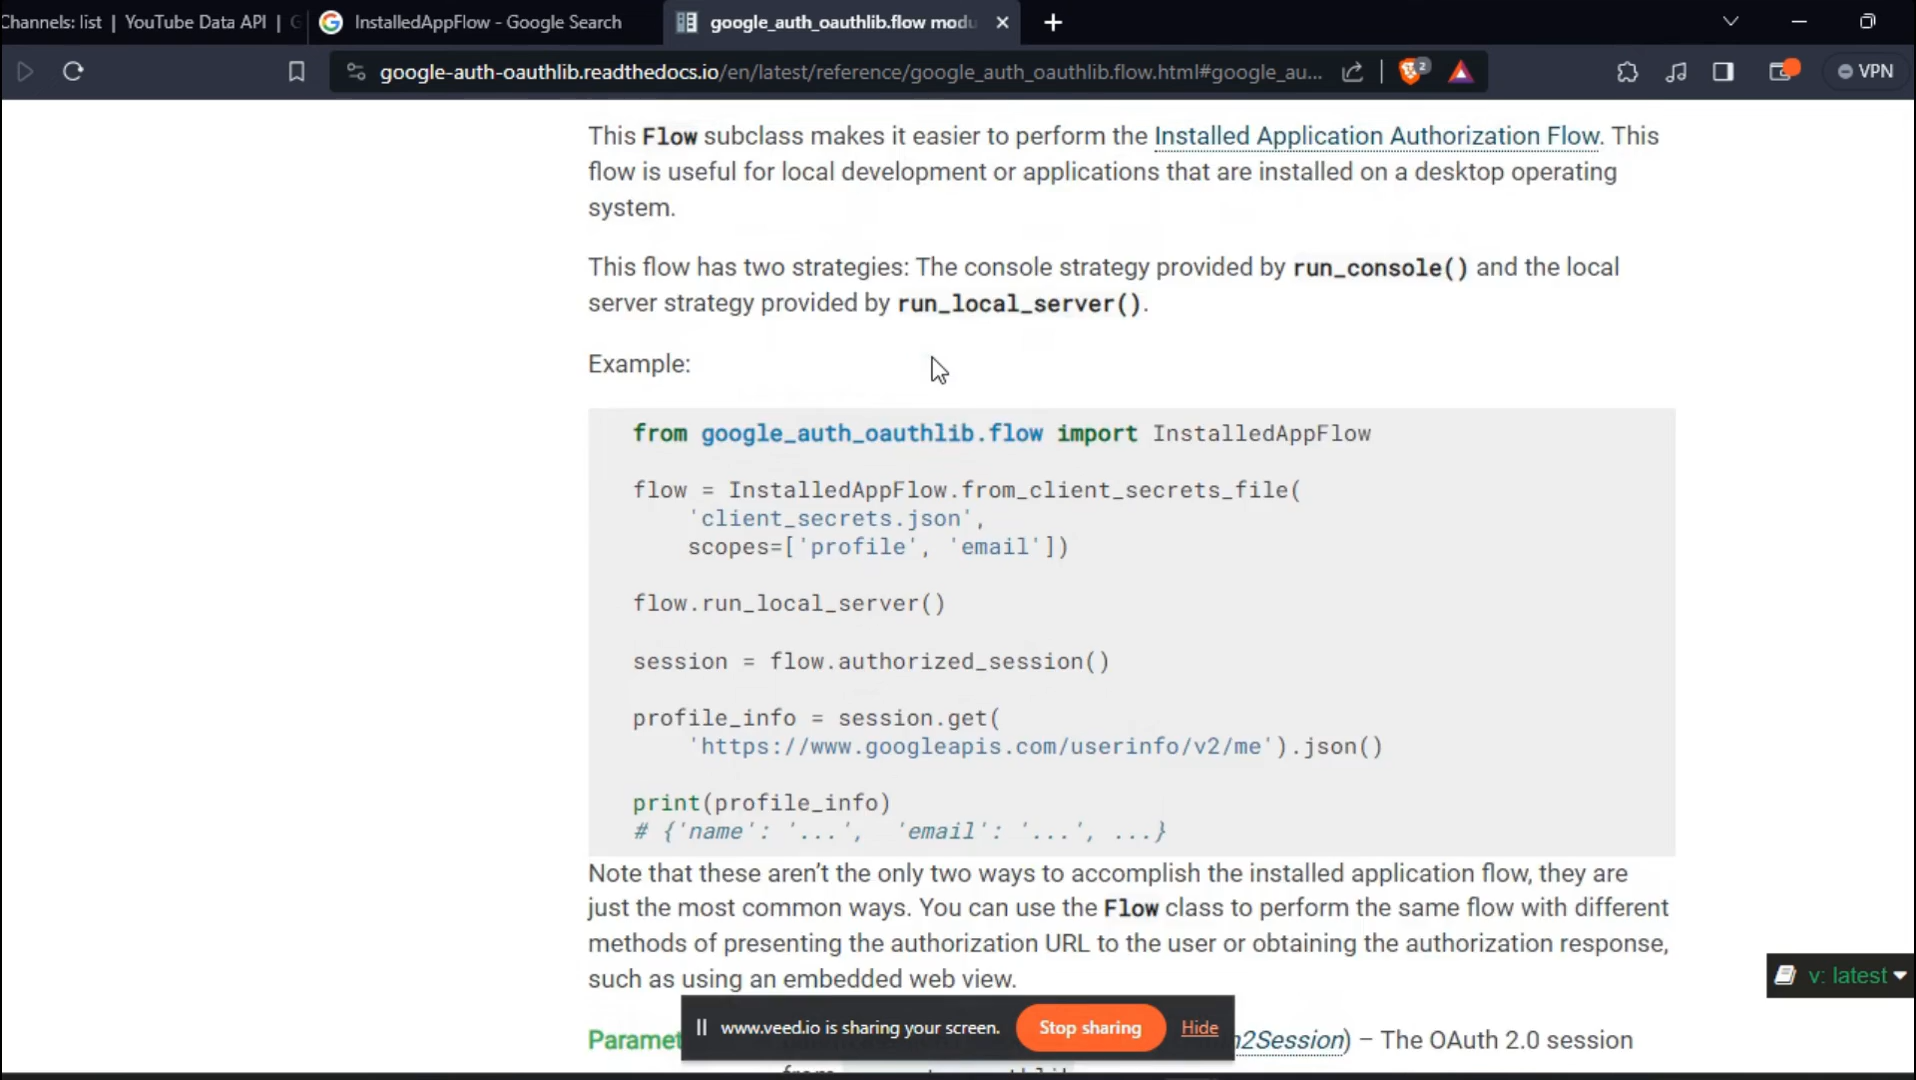 Channels: list | YouTube Data API |
InstalledAppFlow - Google Search
google_auth_oauthlib.flow modu
google-auth-oauthlib.readthedocs.io/en/latest/reference/google_auth_oauthlib.flow.html#google_au...
2
VPN
This Flow subclass makes it easier to perform the Installed Application Authorization Flow. This
flow is useful for local development or applications that are installed on a desktop operating
system.
This flow has two strategies: The console strategy provided by run_console() and the local
server strategy provided by run_local_server().
Example:
from google_auth_oauthlib.flow import InstalledAppFlow
flow = InstalledAppFlow.from_client_secrets_file(
'client_secrets.json',
scopes=['profile', 'email'])
flow.run_local_server()
session = flow.authorized_session()
profile_info = session.get(
'https://www.googleapis.com/userinfo/v2/me').json()
print(profile_info)
# {'name': '...', 'email': '...', ...}
Note that these aren’t the only two ways to accomplish the installed application flow, they are
just the most common ways. You can use the Flow class to perform the same flow with different
methods of presenting the authorization URL to the user or obtaining the authorization response,
such as using an embedded web view.
v: latest
www.veed.io is sharing your screen. Stop sharing Hide
Paramet n2Session) – The OAuth 2.0 session